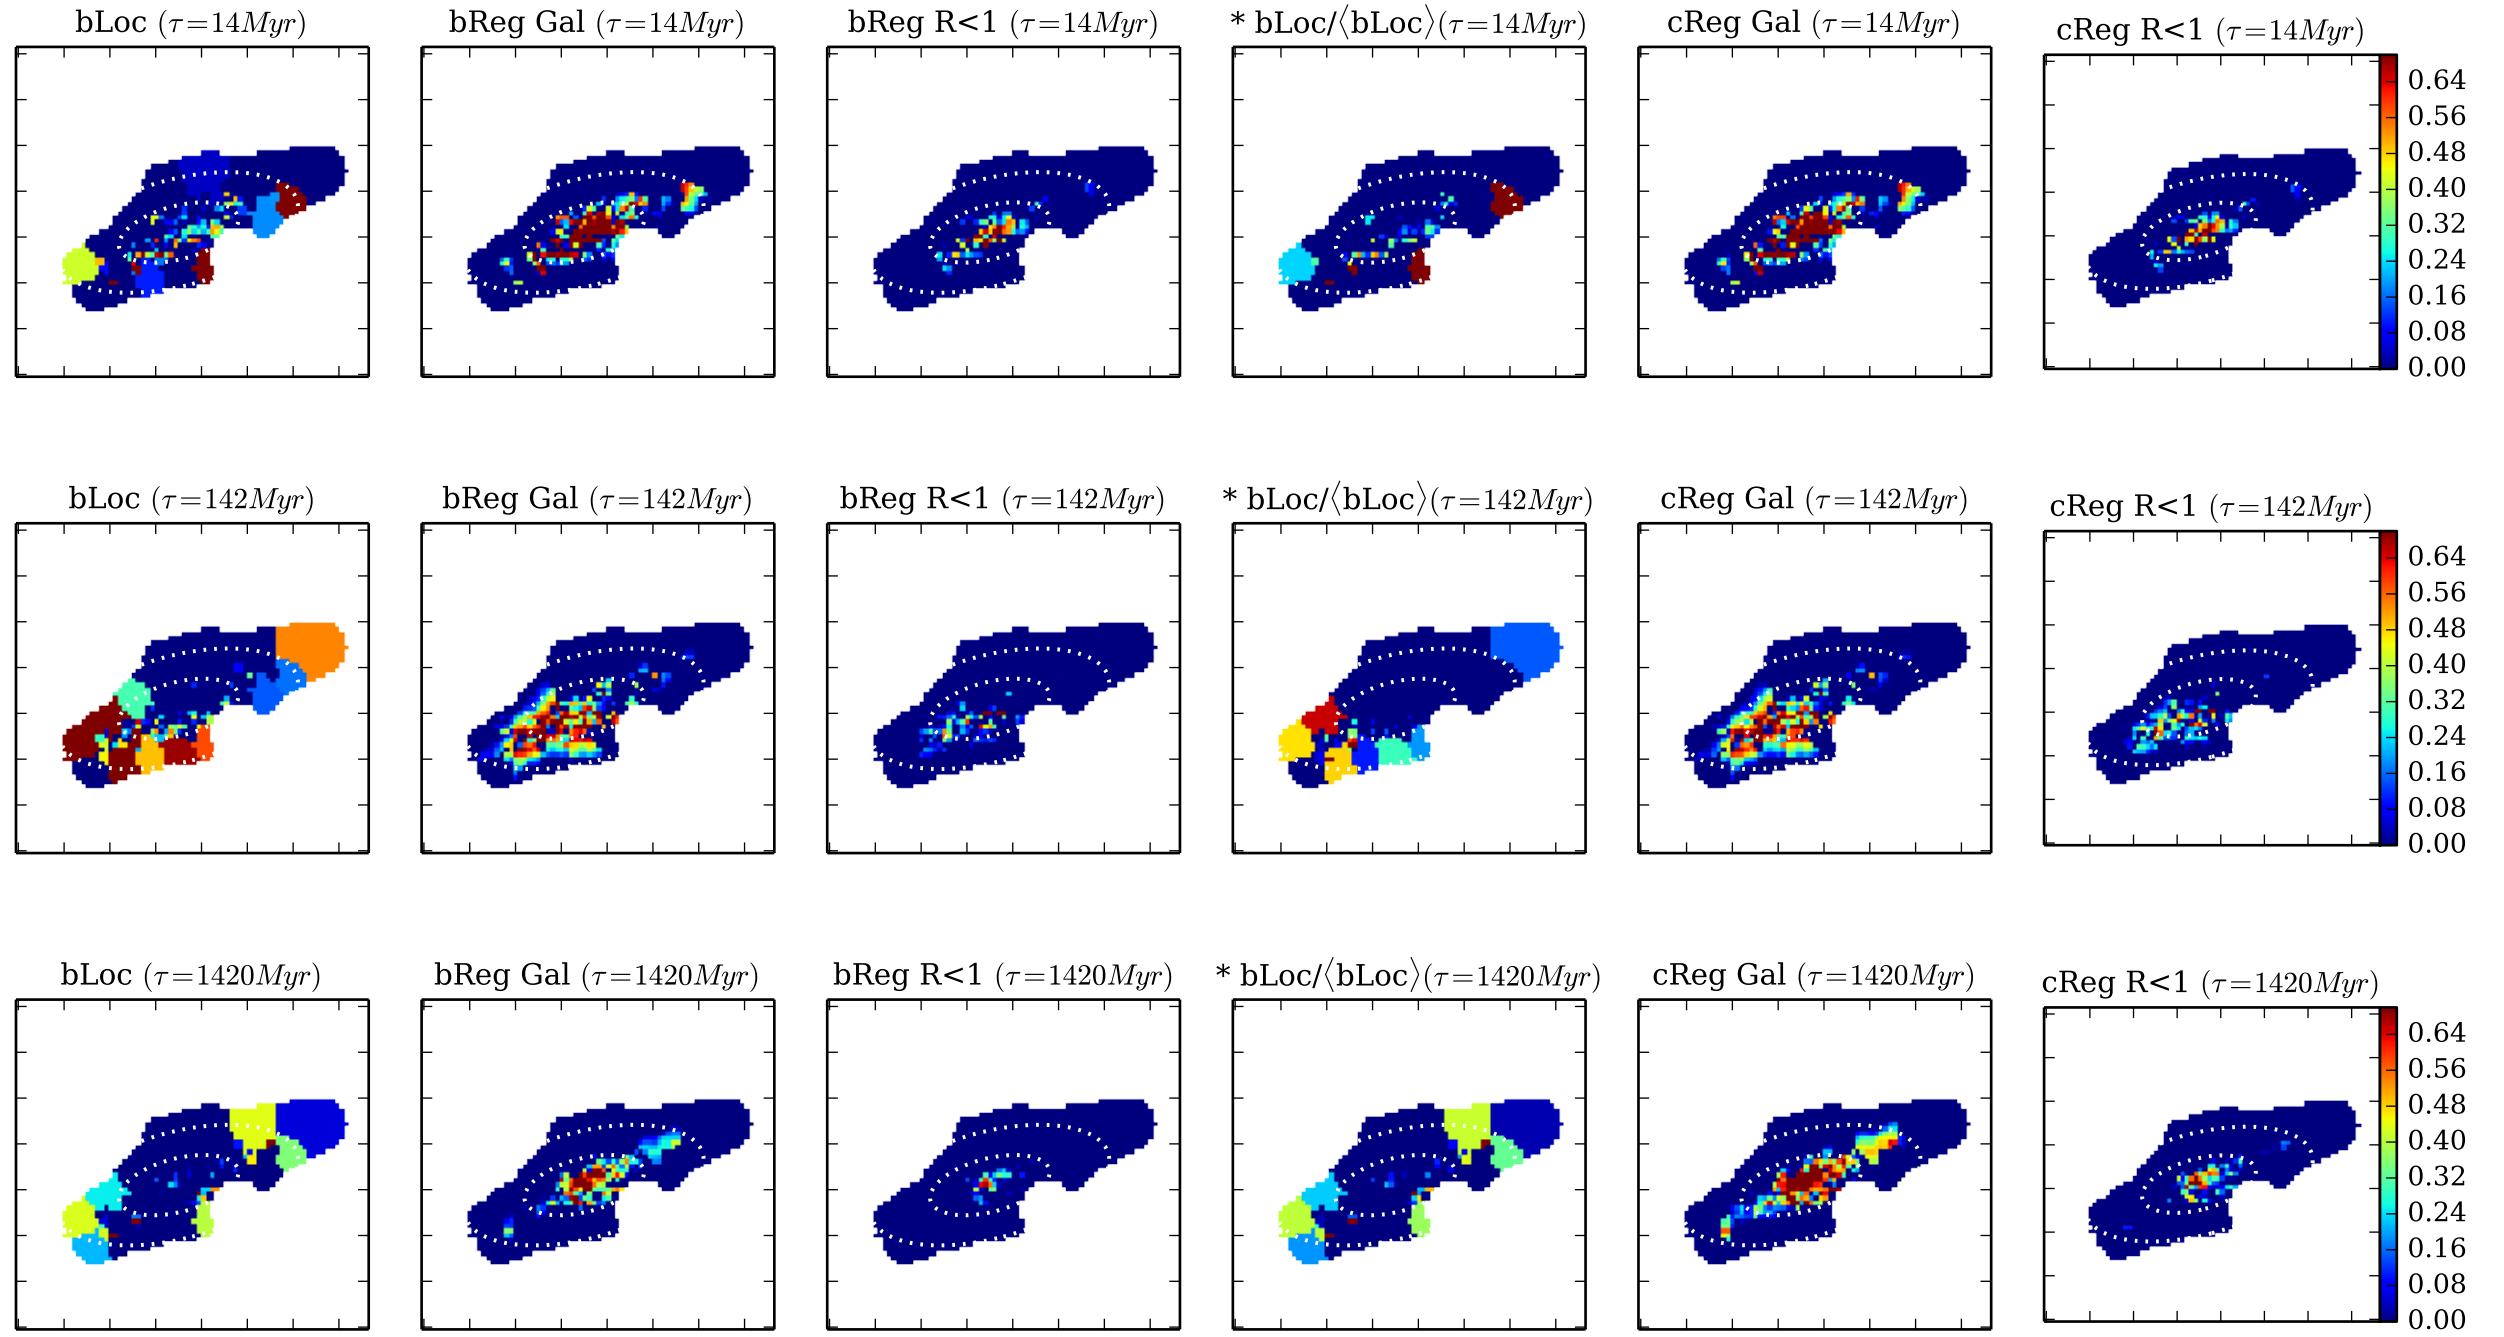 bLoc (τ=14Myr)
bReg Gal (τ=14Myr)
bReg R<1 (τ=14Myr)
* bLoc/⟨bLoc⟩(τ=14Myr)
cReg Gal (τ=14Myr)
cReg R<1 (τ=14Myr)
0.64
0.56
0.48
0.40
0.32
0.24
0.16
0.08
0.00
bLoc (τ=142Myr)
bReg Gal (τ=142Myr)
bReg R<1 (τ=142Myr)
* bLoc/⟨bLoc⟩(τ=142Myr)
cReg Gal (τ=142Myr)
cReg R<1 (τ=142Myr)
0.64
0.56
0.48
0.40
0.32
0.24
0.16
0.08
0.00
bLoc (τ=1420Myr)
bReg Gal (τ=1420Myr)
bReg R<1 (τ=1420Myr)
* bLoc/⟨bLoc⟩(τ=1420Myr)
cReg Gal (τ=1420Myr)
cReg R<1 (τ=1420Myr)
0.64
0.56
0.48
0.40
0.32
0.24
0.16
0.08
0.00